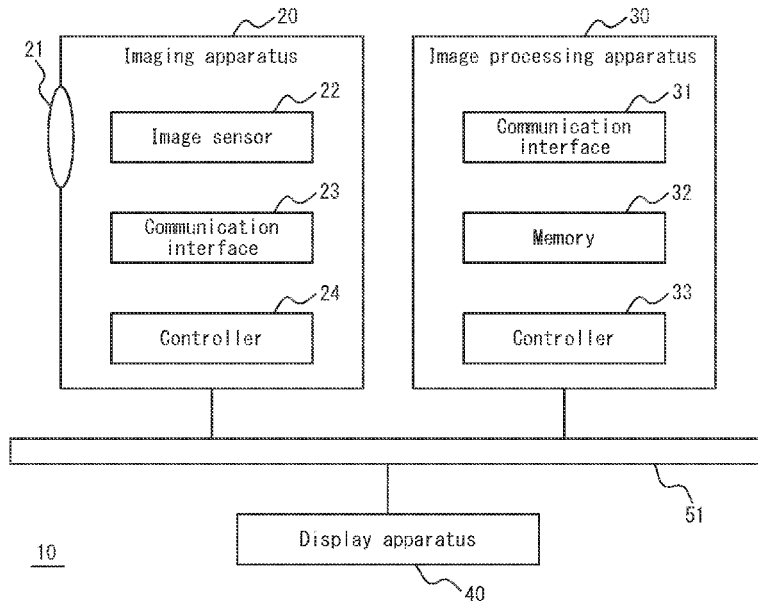 20
30
21
Imaging apparatus
Image processing apparatus
22
31
Image sensor
Communication
interface
23
32
Communication
interface
Memory
24
33
Controller
Controller
51
Display apparatus
10
40